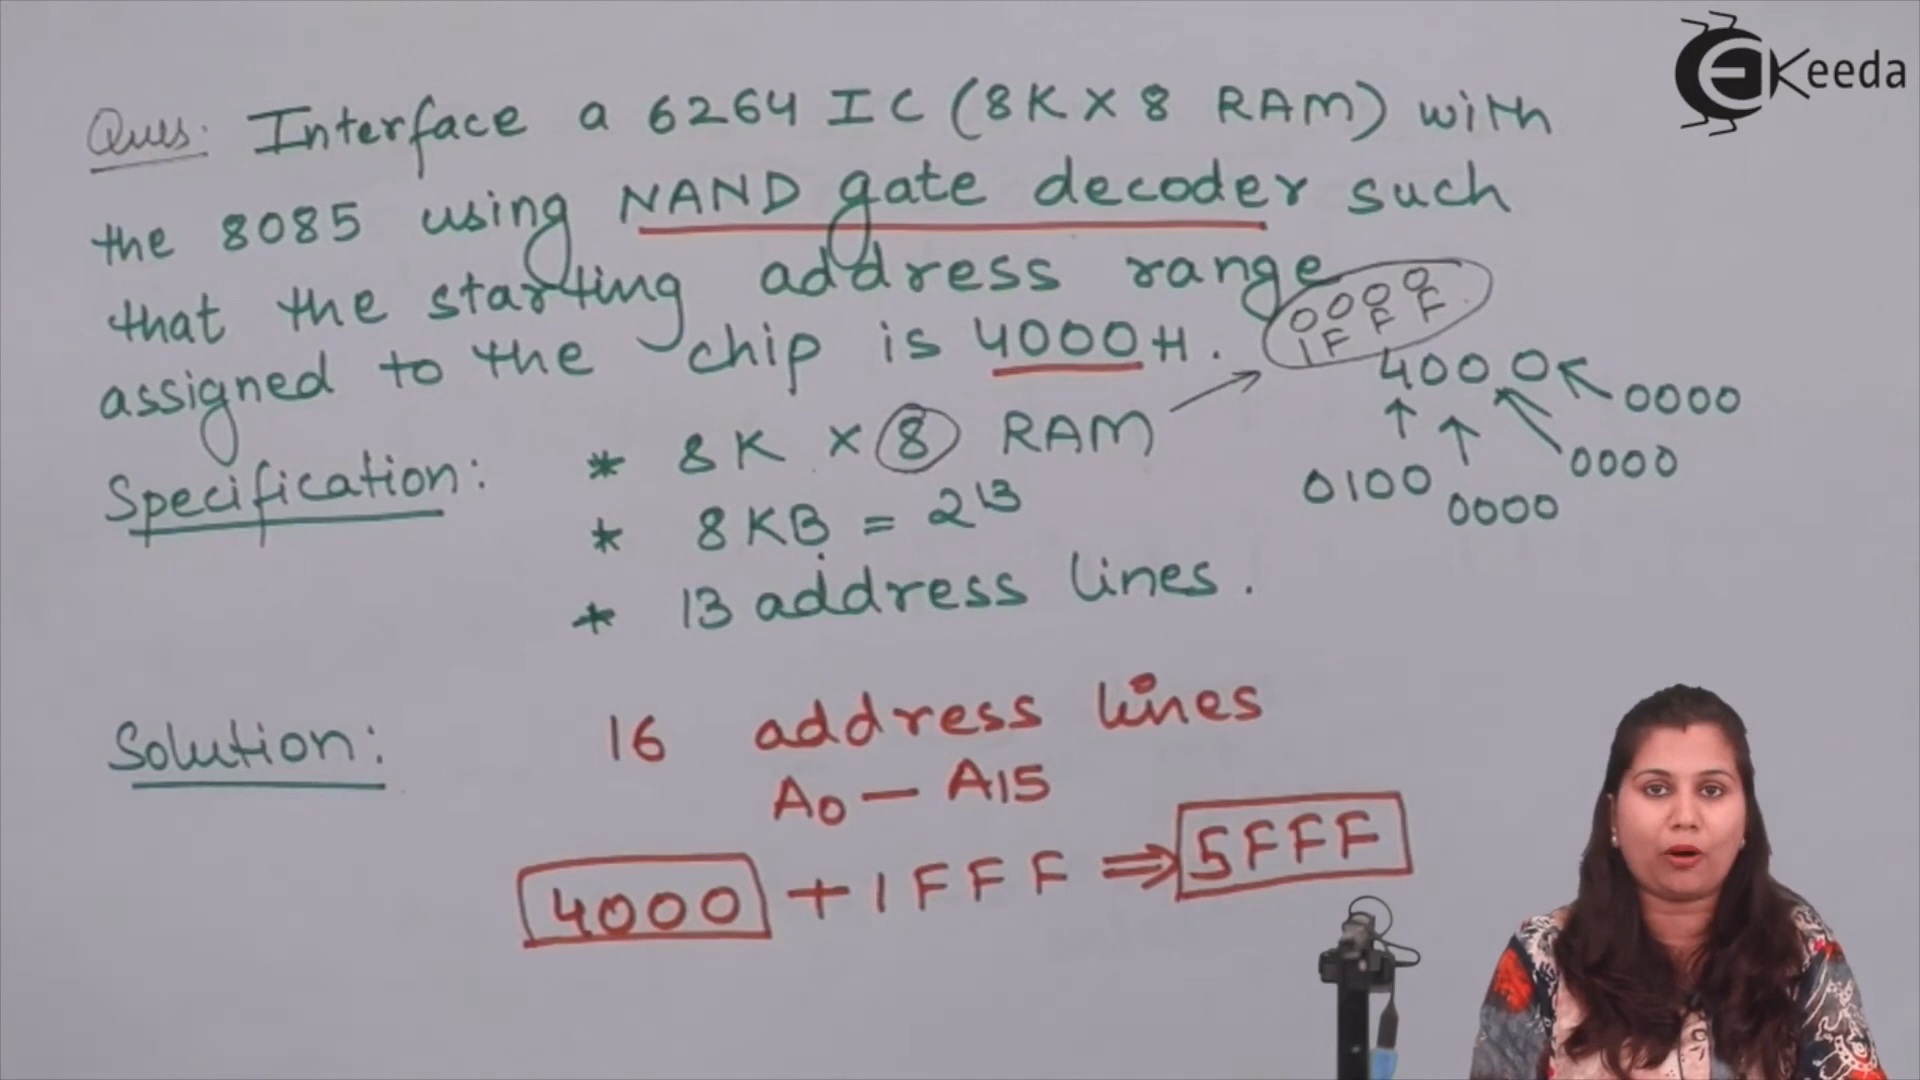 EKeeda
Ques: Interface a 6264 IC (8K X 8 RAM) with
the 8085 using NAND gate decoder such
that the starting address range
assigned to the chip is 4000H.
0000
1FFF
4000
0000
0000
0100
0000
Specification:
* 8K X 8 RAM
* 8KB = 2^13
* 13 address lines.
Solution:
16 address lines
A0 — A15
4000 + 1FFF ⇒ 5FFF